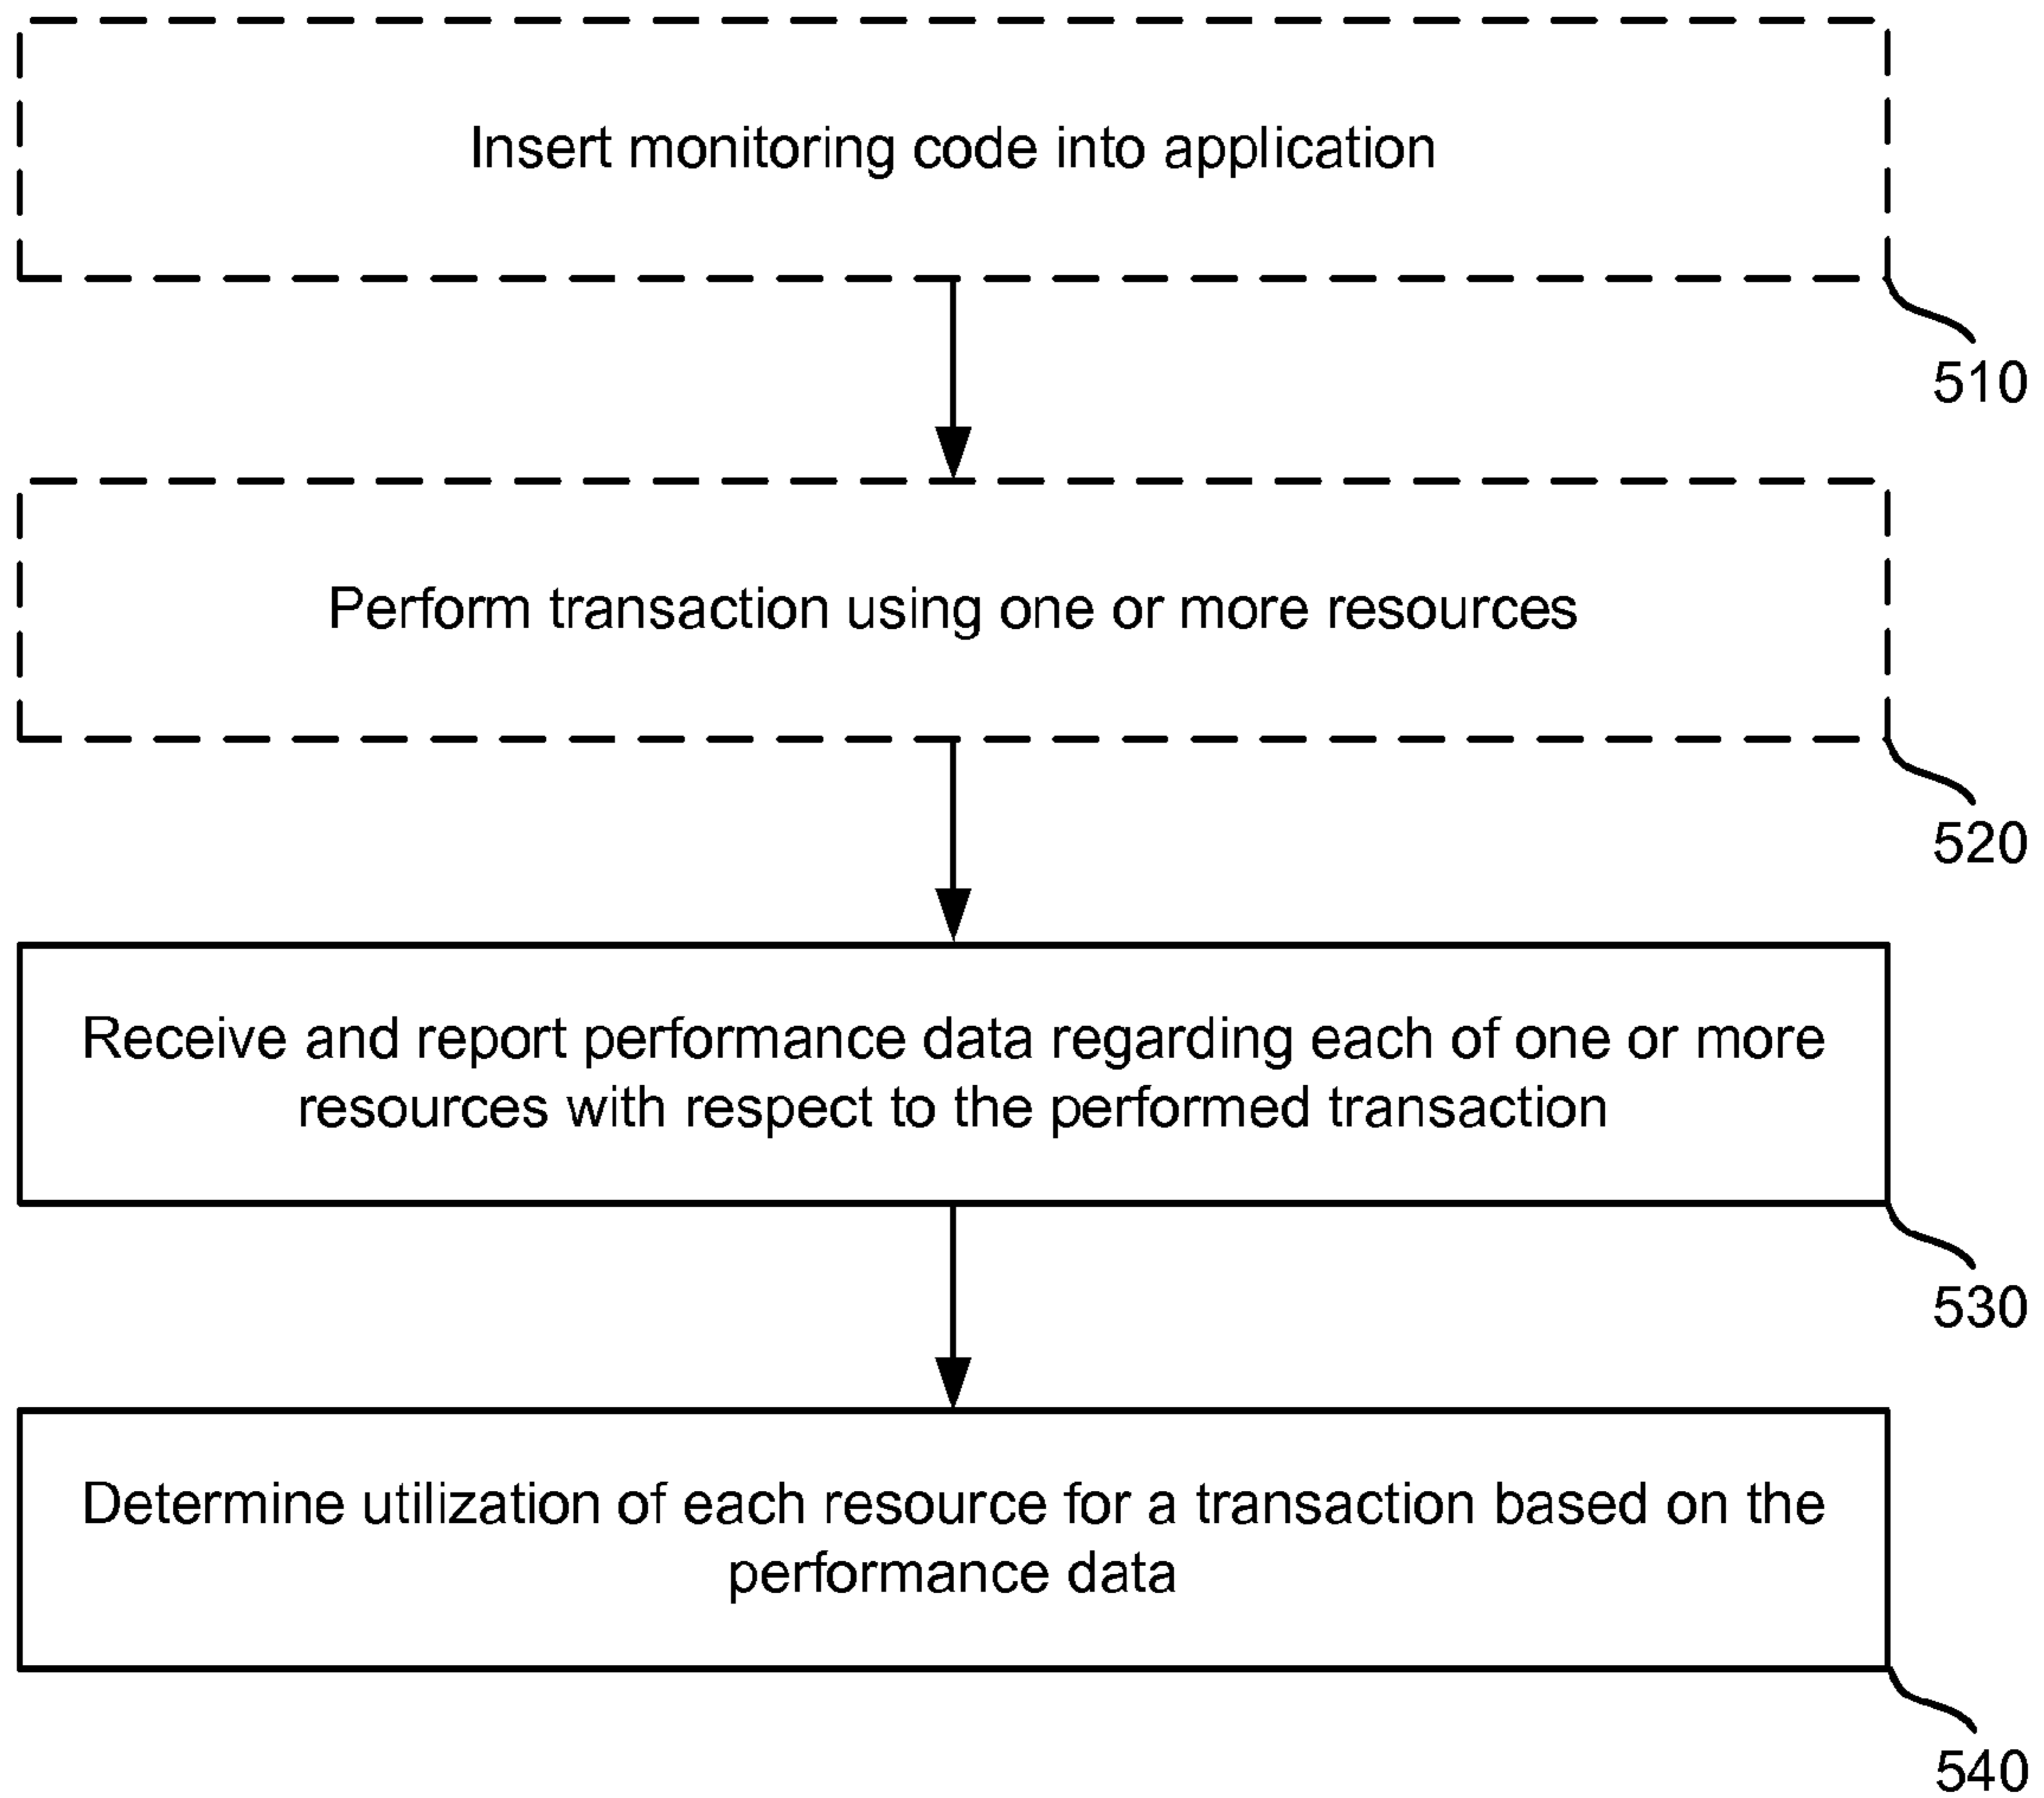 Insert monitoring code into application
510
Perform transaction using one or more resources
520
Receive and report performance data regarding each of one or more
resources with respect to the performed transaction
530
Determine utilization of each resource for a transaction based on the
performance data
540